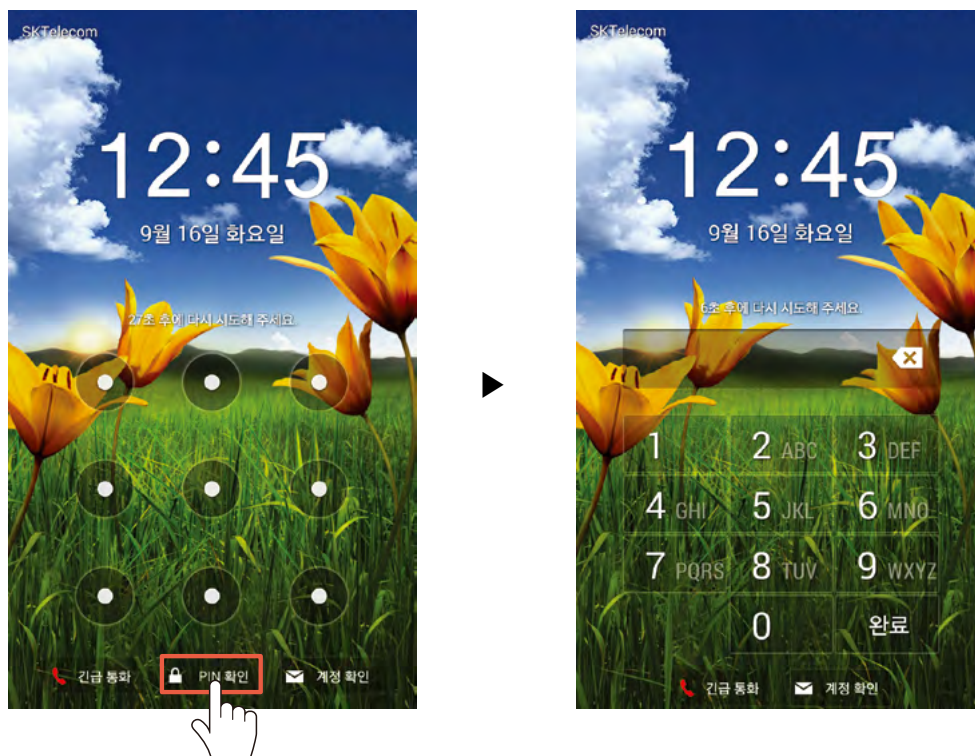 SKTelecom
12:45
9월 16일 화요일
27초 후에 다시 시도해 주세요.
긴급 통화 PIN 확인 계정 확인
SKTelecom
12:45
9월 16일 화요일
6초 후에 다시 시도해 주세요.
1 2 ABC 3 DEF
4 GHI 5 JKL 6 MNO
7 PQRS 8 TUV 9 WXYZ
0 완료
긴급 통화 계정 확인